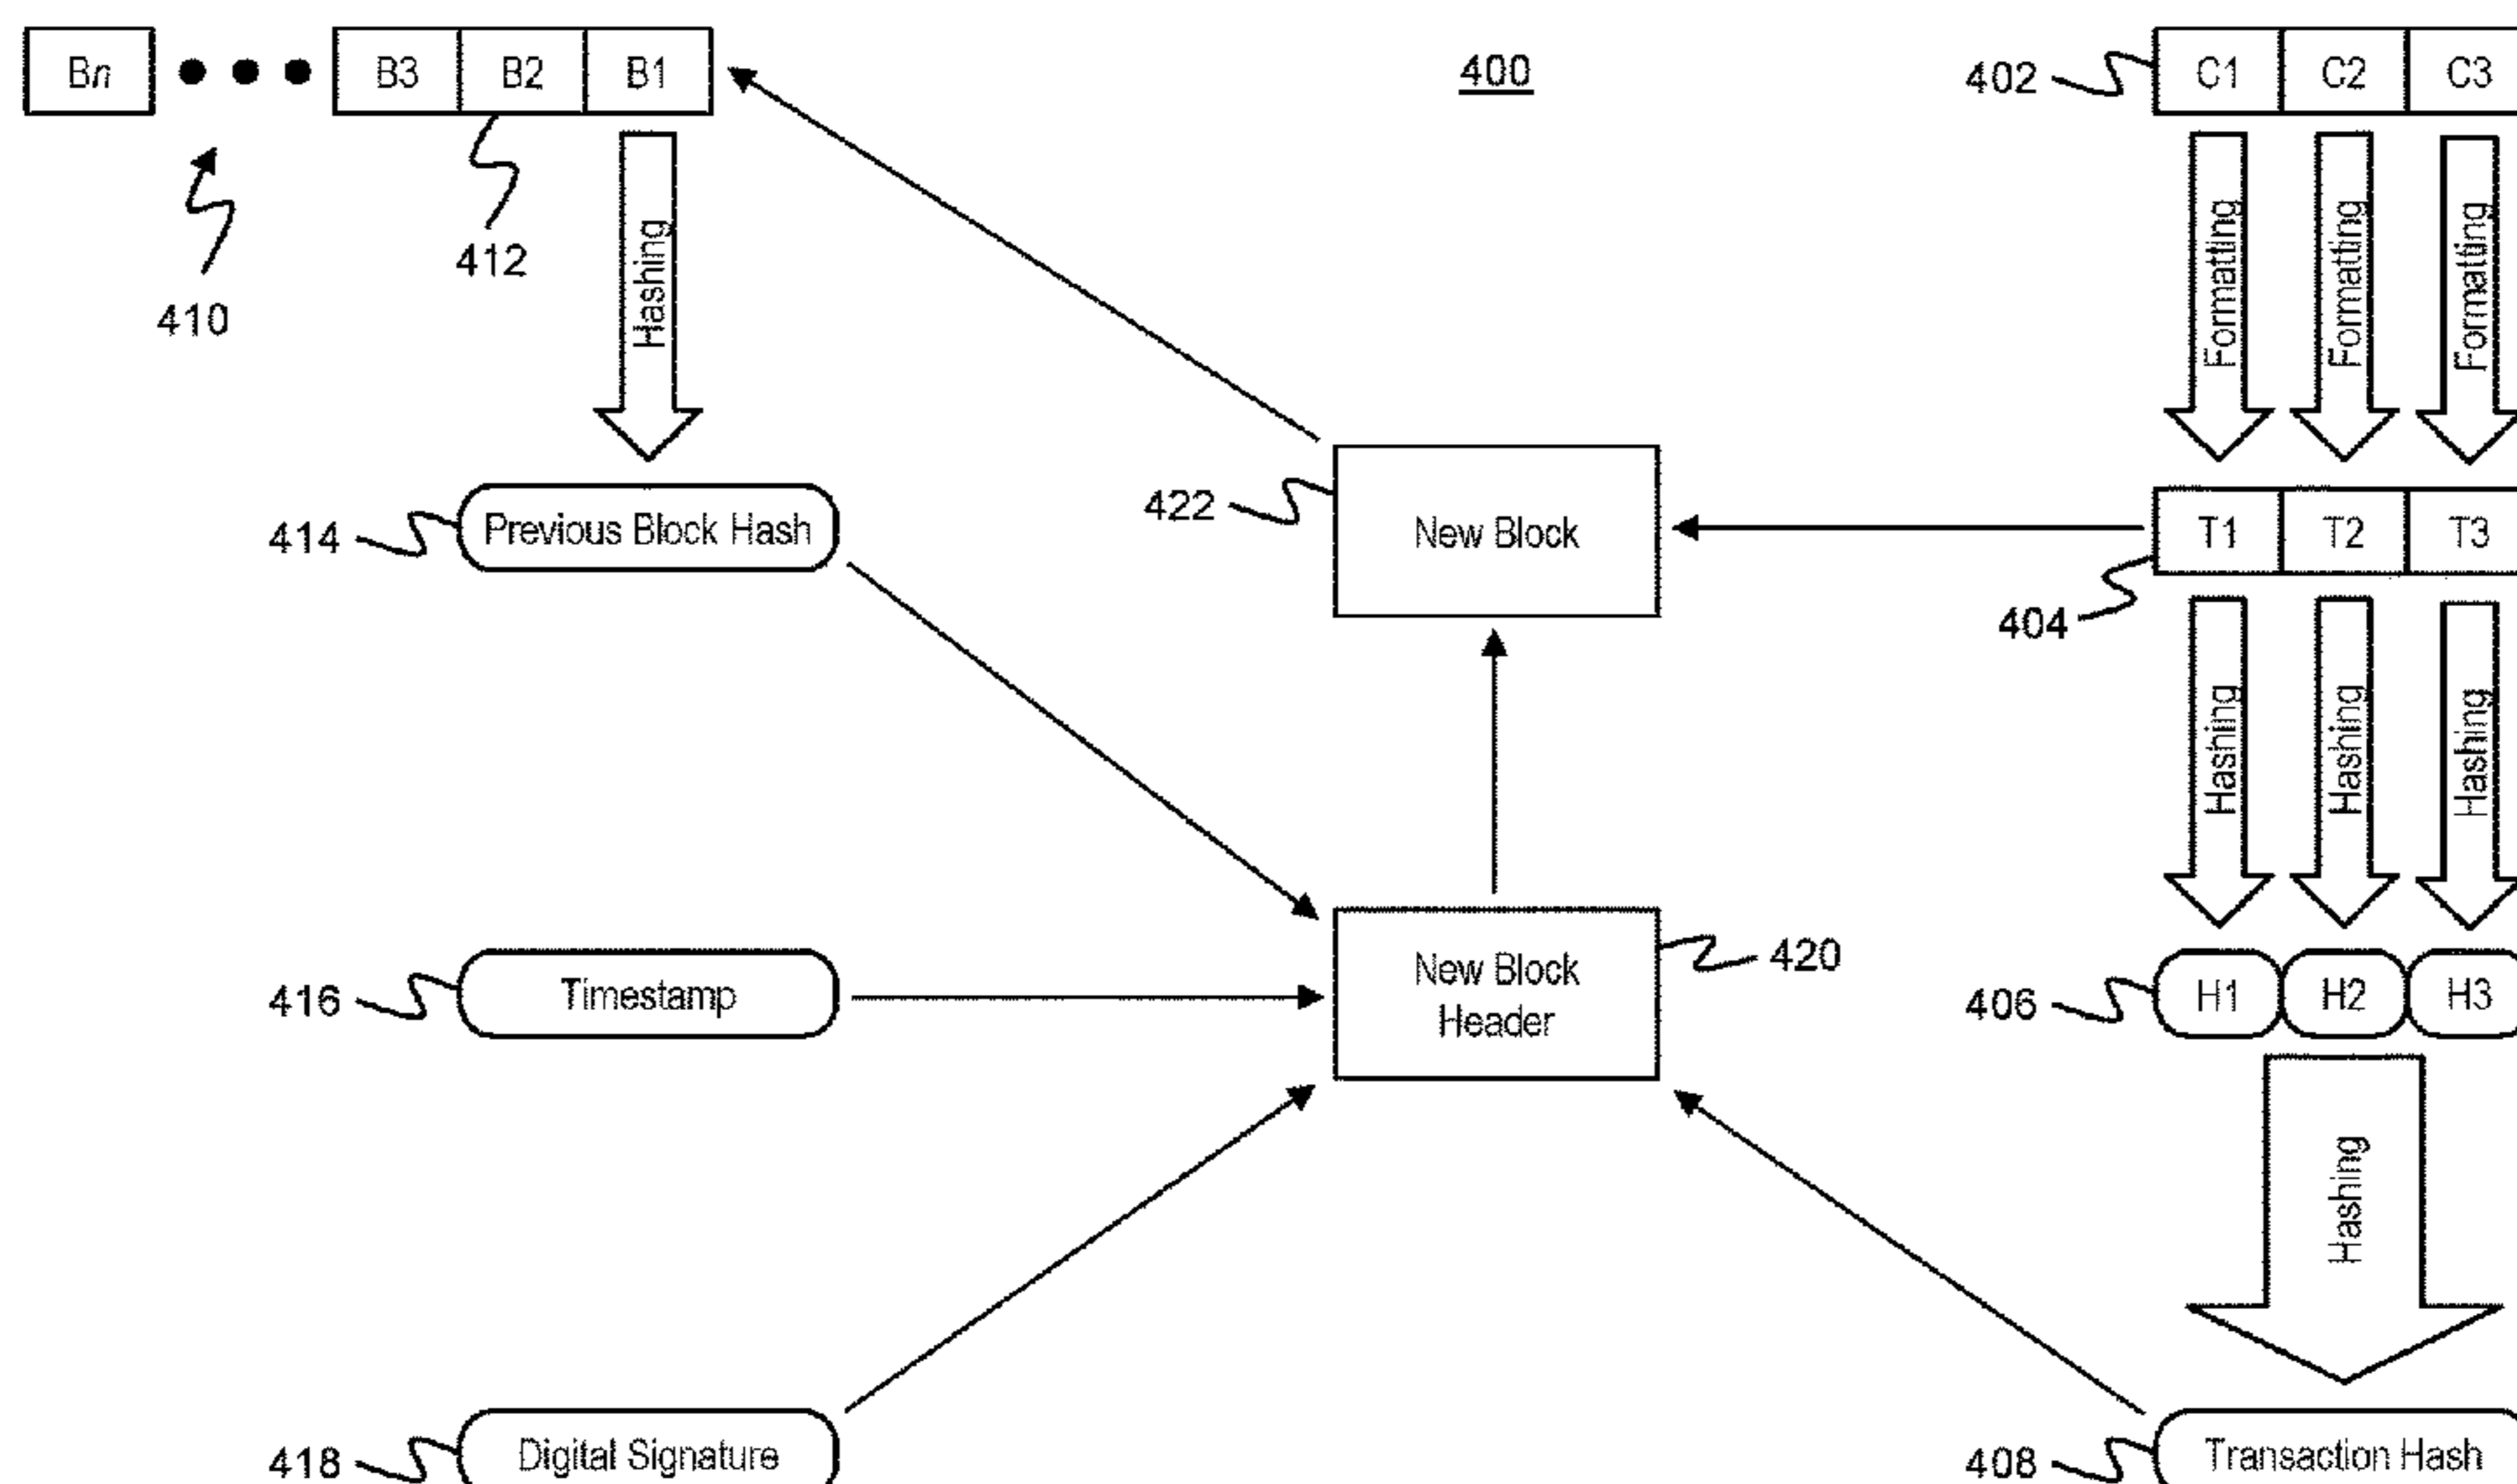 Bn B3 B2 B1
400
402
C1 C2 C3
410
412
Hashing
Formatting
Formatting
Formatting
414
Previous Block Hash
422
New Block
T1 T2 T3
404
Hashing
Hashing
Hashing
416
Timestamp
New Block
Header
420
406
H1 H2 H3
Hashing
418
Digital Signature
408
Transaction Hash